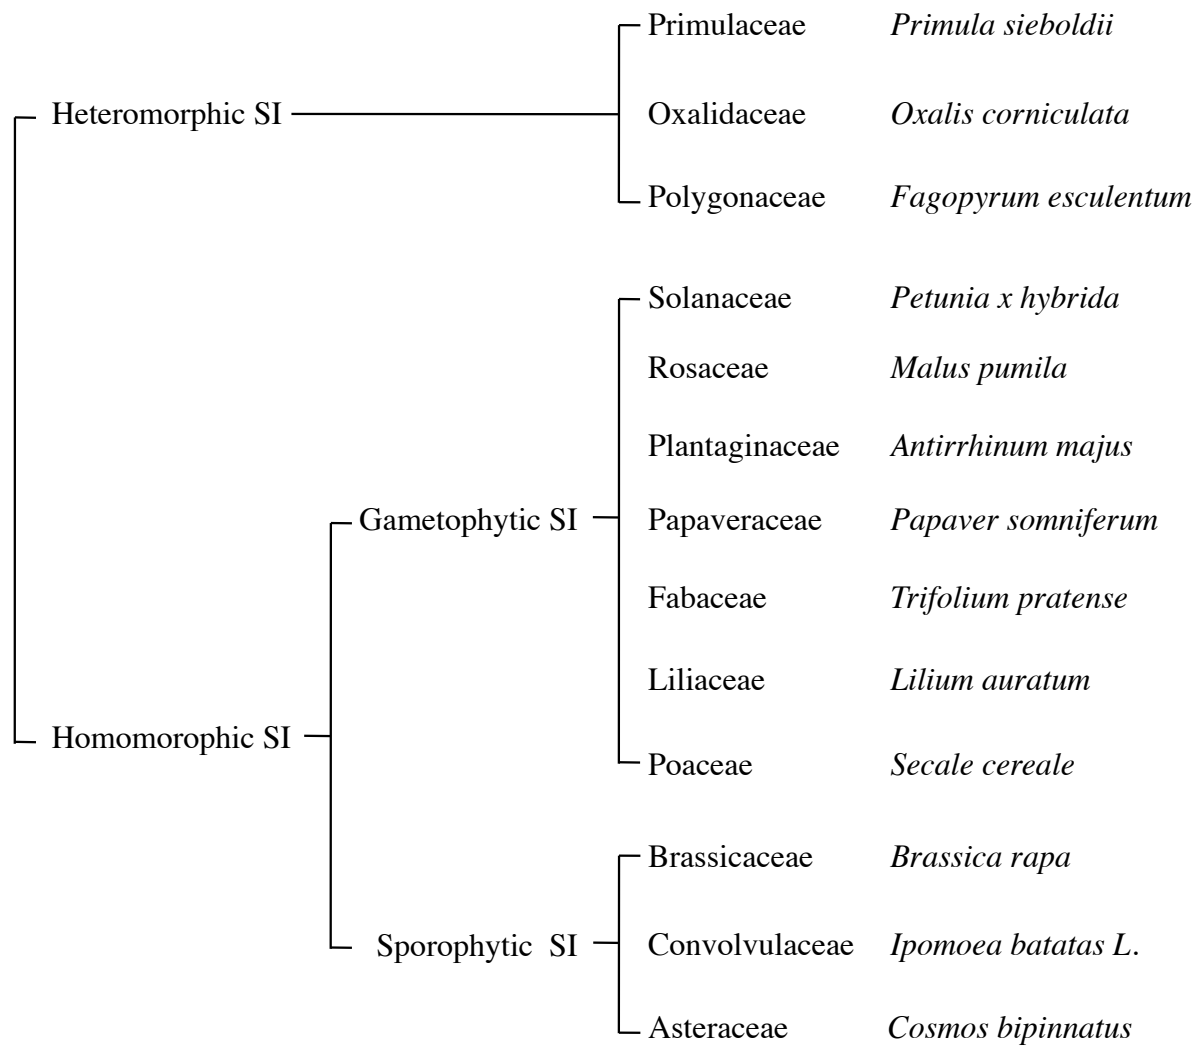 Primulaceae Primula sieboldii
Heteromorphic SI Oxalidaceae Oxalis corniculata
Polygonaceae Fagopyrum esculentum
Solanaceae Petunia x hybrida
Rosaceae Malus pumila
Plantaginaceae Antirrhinum majus
Gametophytic SI Papaveraceae Papaver somniferum
Fabaceae Trifolium pratense
Liliaceae Lilium auratum
Homomorophic SI
Poaceae Secale cereale
Brassicaceae Brassica rapa
Sporophytic SI Convolvulaceae Ipomoea batatas L.
Asteraceae Cosmos bipinnatus